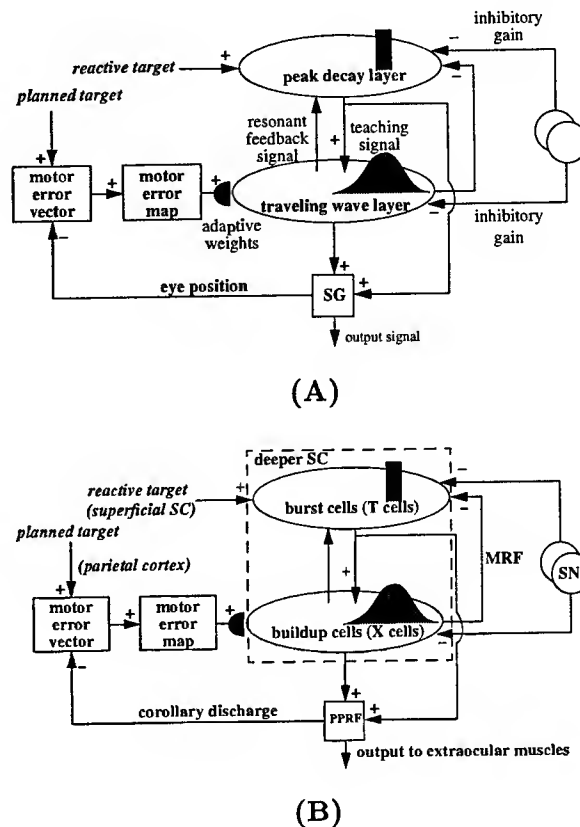 inhibitory
gain
reactive target
+
−
peak decay layer
−
planned target
resonant
feedback
signal
+
teaching
signal
+
motor
error
vector
+
motor
error
map
+
traveling wave layer
−
−
adaptive
weights
inhibitory
gain
+
eye position
SG
+
output signal
(A)
deeper SC
reactive target
(superficial SC)
+
−
burst cells (T cells)
−
planned target
(parietal cortex)
+
MRF
SN
+
motor
error
vector
+
motor
error
map
+
buildup cells (X cells)
−
−
+
corollary discharge
PPRF
+
output to extraocular muscles
(B)